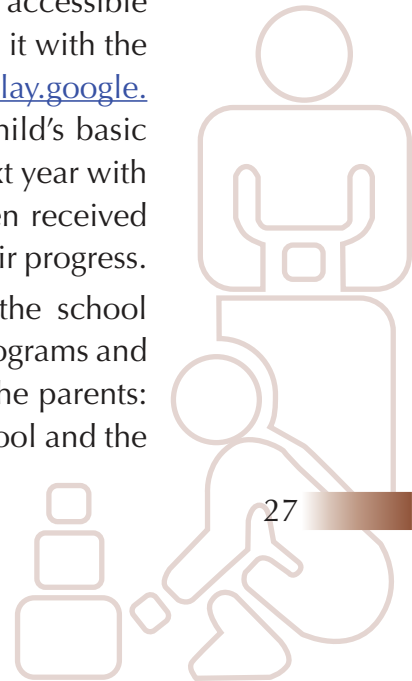 accessible
it with the
lay.google.
hild's basic
xt year with
en received
ir progress.
the school
ograms and
he parents:
ool and the
27